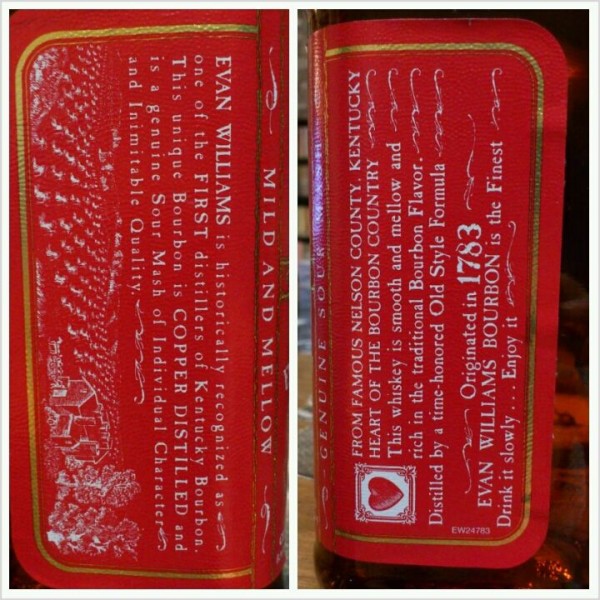 EVAN WILLIAMS is historically recognized as
one of the FIRST distillers of Kentucky Bourbon.
This unique Bourbon is COPPER DISTILLED and
is a genuine Sour Mash of Individual Character
and Inimitable Quality.
MILD AND MELLOW
GENUINE SOUR MASH
FROM FAMOUS NELSON COUNTY, KENTUCKY
HEART OF THE BOURBON COUNTRY
This whiskey is smooth and mellow and
rich in the traditional Bourbon Flavor.
Distilled by a time-honored Old Style Formula
Originated in 1783
EVAN WILLIAMS BOURBON is the Finest
Drink it slowly . . . Enjoy it
EW24783